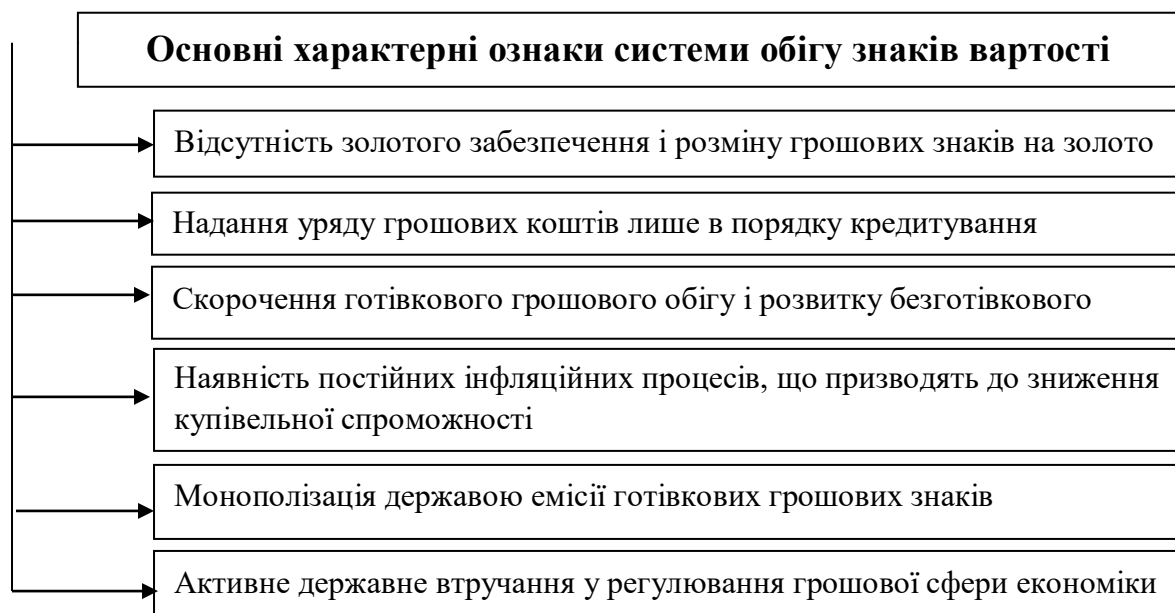 Основні характерні ознаки системи обігу знаків вартості
Відсутність золотого забезпечення і розміну грошових знаків на золото
Надання уряду грошових коштів лише в порядку кредитування
Скорочення готівкового грошового обігу і розвитку безготівкового
Наявність постійних інфляційних процесів, що призводять до зниження
купівельної спроможності
Монополізація державою емісії готівкових грошових знаків
Активне державне втручання у регулювання грошової сфери економіки